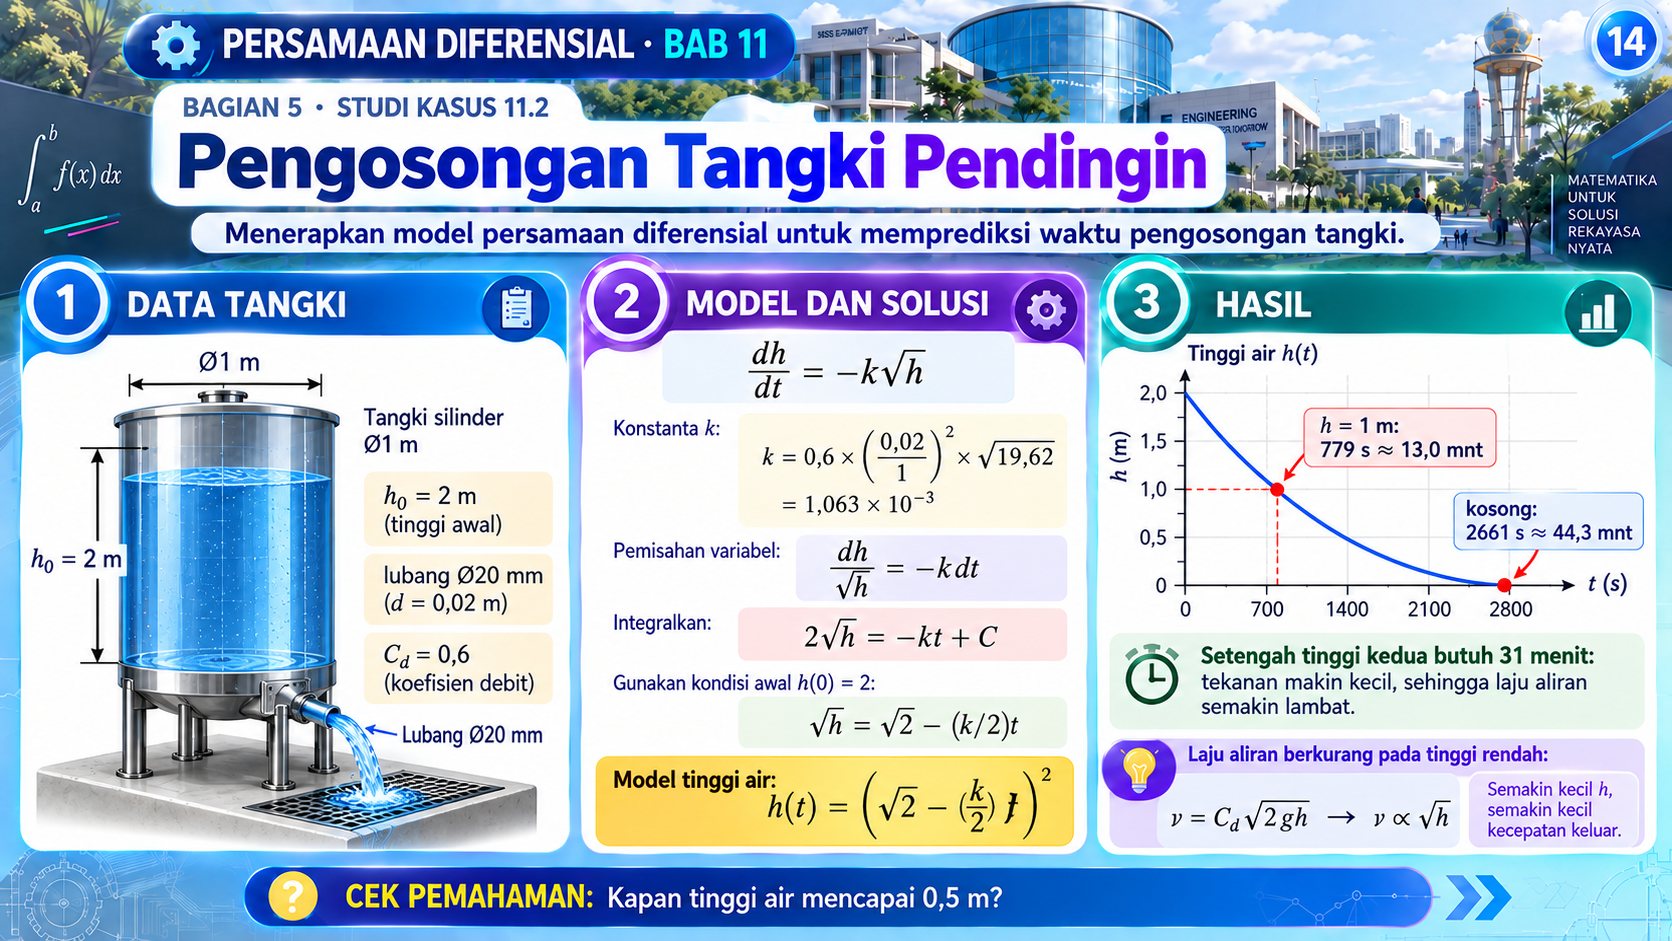 PERSAMAAN DIFERENSIAL · BAB 11
14
BAGIAN 5 • STUDI KASUS 11.2
Pengosongan Tangki Pendingin
Menerapkan model persamaan diferensial untuk memprediksi waktu pengosongan tangki.
∫_a^b f(x) dx
ENGINEERING
MATEMATIKA
UNTUK
SOLUSI
REKAYASA
NYATA
1 DATA TANGKI
Ø1 m
Tangki silinder
Ø1 m
h₀ = 2 m
(tinggi awal)
h₀ = 2 m
lubang Ø20 mm
(d = 0,02 m)
C_d = 0,6
(koefisien debit)
Lubang Ø20 mm
2 MODEL DAN SOLUSI
dh/dt = −k√h
Konstanta k:
k = 0,6 × (0,02/1)² × √19,62
= 1,063 × 10⁻³
Pemisahan variabel:
dh/√h = −k dt
Integralkan:
2√h = −kt + C
Gunakan kondisi awal h(0) = 2:
√h = √2 − (k/2)t
Model tinggi air:
h(t) = (√2 − (k/2) t)²
3 HASIL
Tinggi air h(t)
h (m)
2,0
1,5
1,0
0,5
0
h = 1 m:
779 s ≈ 13,0 mnt
kosong:
2661 s ≈ 44,3 mnt
t (s)
0 700 1400 2100 2800
Setengah tinggi kedua butuh 31 menit:
tekanan makin kecil, sehingga laju aliran
semakin lambat.
Laju aliran berkurang pada tinggi rendah:
v = C_d√2gh → v ∝ √h
Semakin kecil h,
semakin kecil
kecepatan keluar.
? CEK PEMAHAMAN: Kapan tinggi air mencapai 0,5 m?